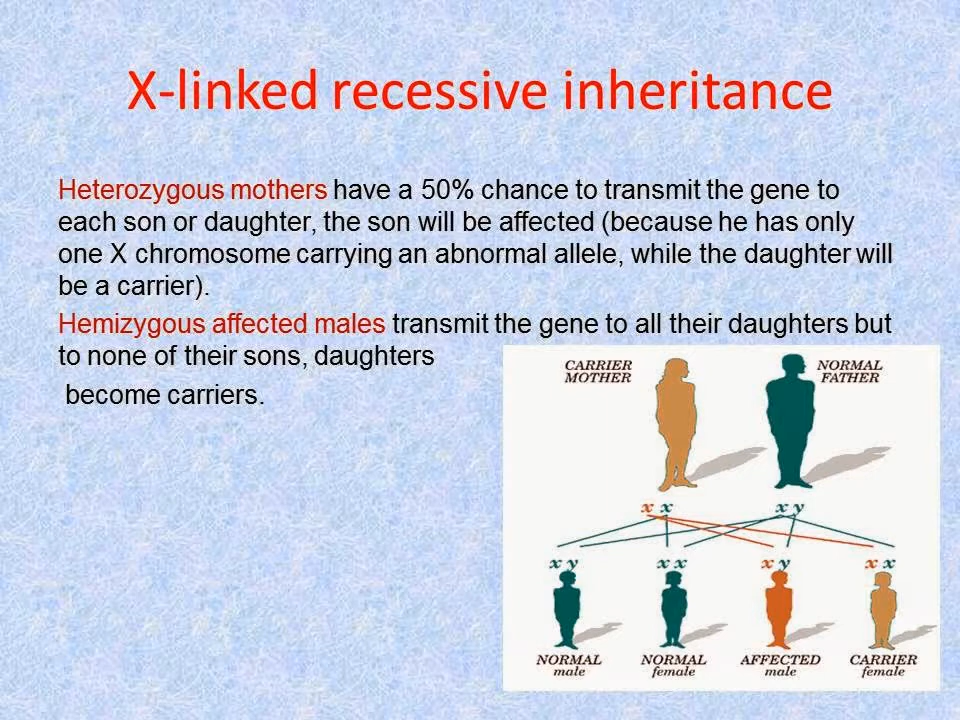 X-linked recessive inheritance
Heterozygous mothers have a 50% chance to transmit the gene to
each son or daughter, the son will be affected (because he has only
one X chromosome carrying an abnormal allele, while the daughter will
be a carrier).
Hemizygous affected males transmit the gene to all their daughters but
to none of their sons, daughters
become carriers.
CARRIER
MOTHER
NORMAL
FATHER
x x
x y
x y
x x
x y
x x
NORMAL
male
NORMAL
female
AFFECTED
male
CARRIER
female